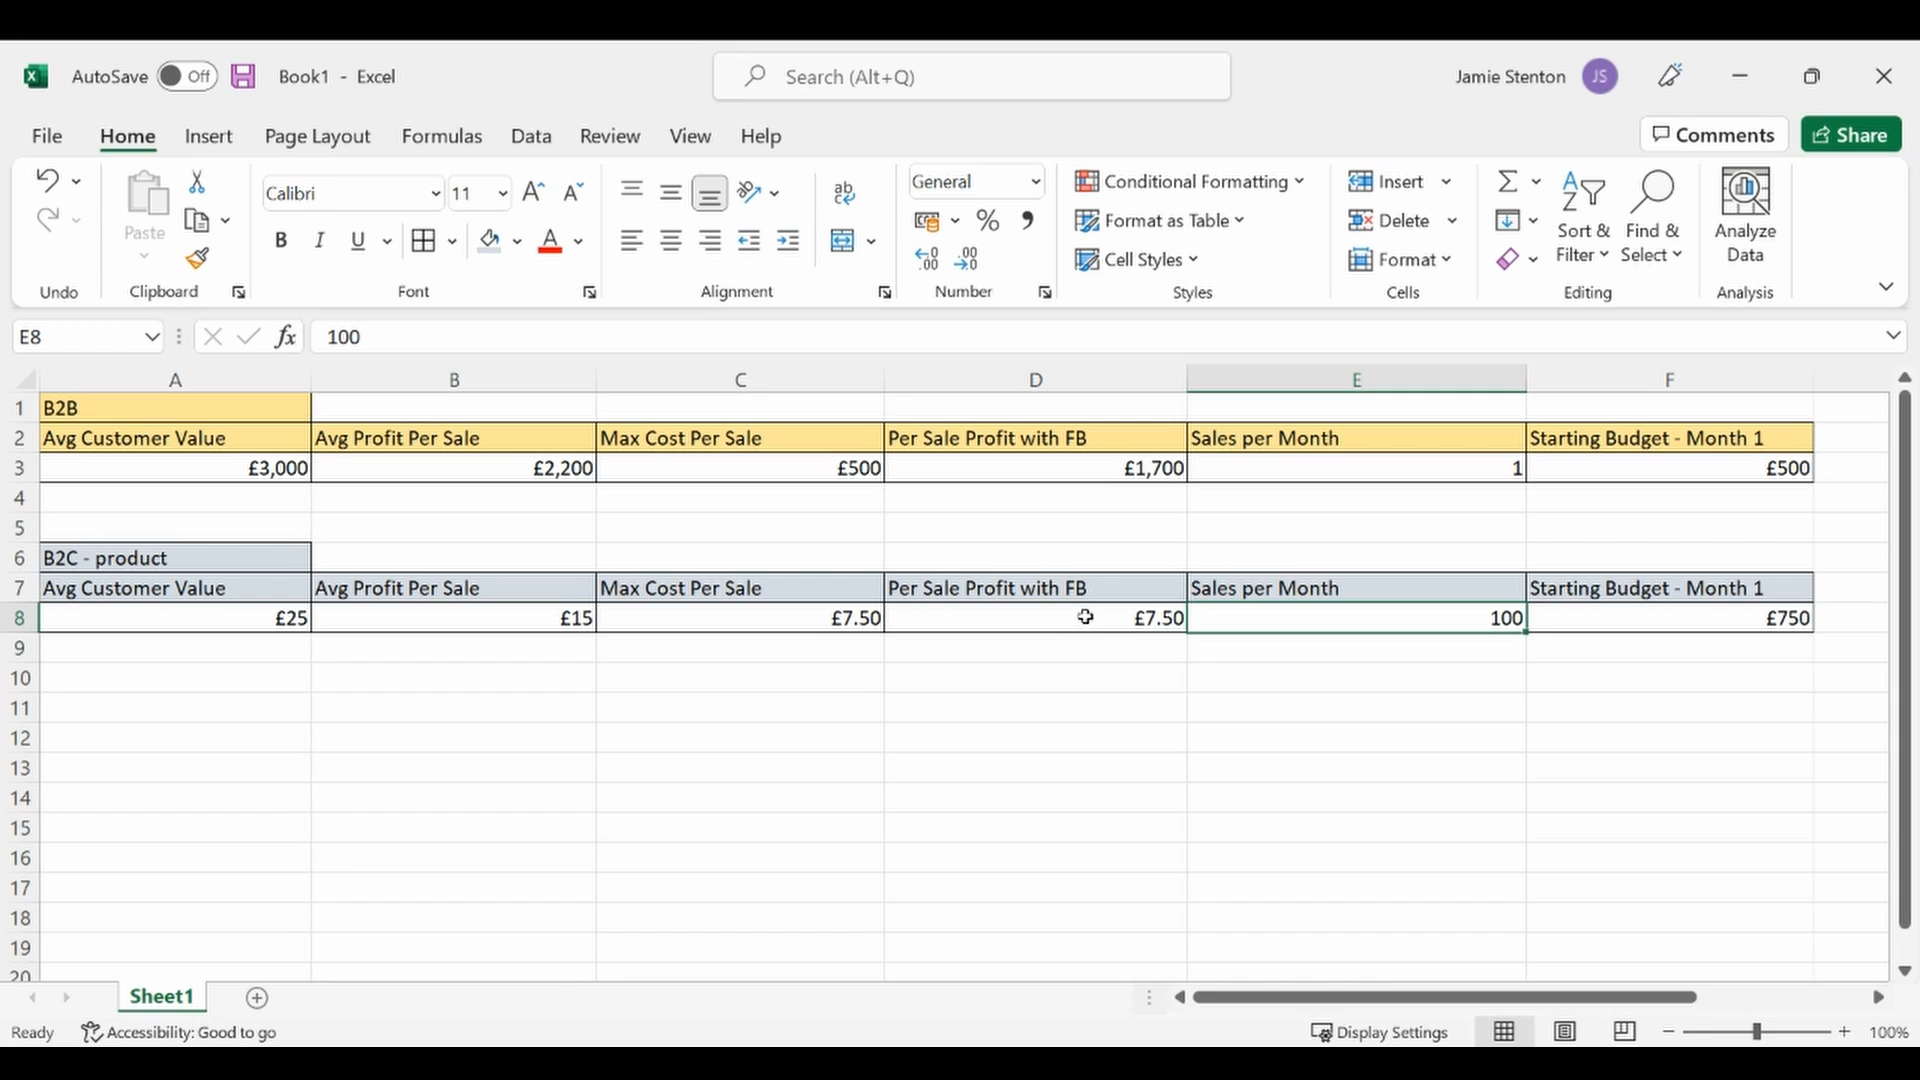 AutoSave Off Book1 - Excel Search (Alt+Q) Jamie Stenton JS
File Home Insert Page Layout Formulas Data Review View Help Comments Share
Calibri 11 A A ab General Conditional Formatting Insert Σ A
Paste c % , Format as Table Delete Z Sort & Find & Analyze
B I U A .00 .00 Cell Styles Format Filter Select Data
Undo Clipboard Font Alignment Number Styles Cells Editing Analysis
E8 fx 100
A B C D E F
1 B2B
2 Avg Customer Value Avg Profit Per Sale Max Cost Per Sale Per Sale Profit with FB Sales per Month Starting Budget - Month 1
3 £3,000 £2,200 £500 £1,700 1 £500
4
5
6 B2C - product
7 Avg Customer Value Avg Profit Per Sale Max Cost Per Sale Per Sale Profit with FB Sales per Month Starting Budget - Month 1
8 £25 £15 £7.50 £7.50 100 £750
9
10
11
12
13
14
15
16
17
18
19
20
Sheet1
Ready Accessibility: Good to go Display Settings 100%